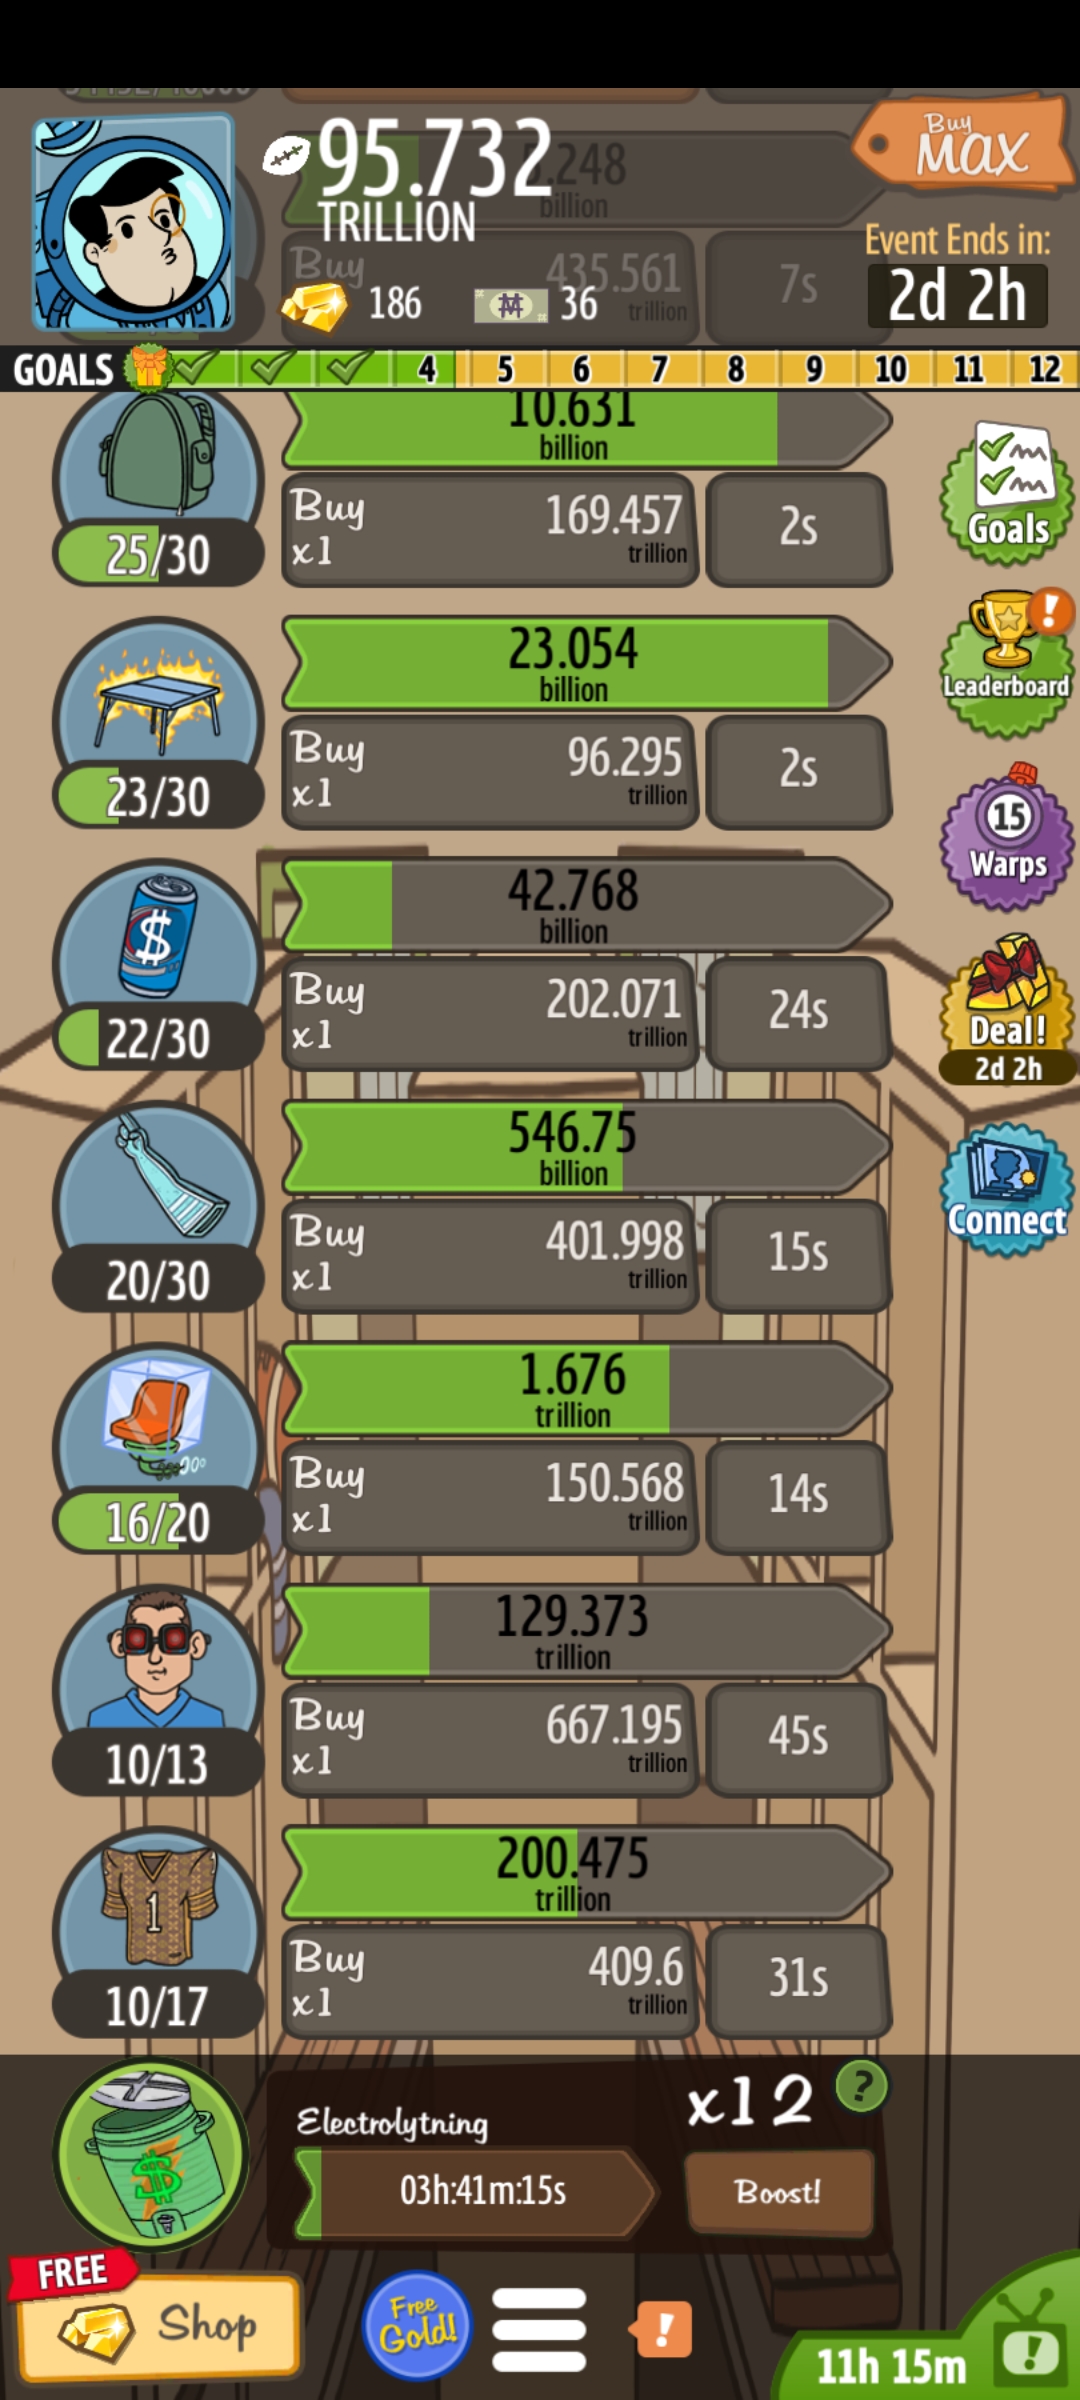 95.732
TRILLION
186
36
Buy
MAX
Event Ends in:
2d 2h
.248
billion
Buy
435.561
trillion
7s
GOALS
4 5 6 7 8 9 10 11 12
10.631
billion
Buy
x1
169.457
trillion
2s
25/30
Goals
23.054
billion
Buy
x1
96.295
trillion
2s
23/30
Leaderboard
15
Warps
42.768
billion
Buy
x1
202.071
trillion
24s
22/30
$
Deal!
2d 2h
546.75
billion
Buy
x1
401.998
trillion
15s
20/30
Connect
1.676
trillion
Buy
x1
150.568
trillion
14s
16/20
129.373
trillion
Buy
x1
667.195
trillion
45s
10/13
200.475
trillion
1
Buy
x1
409.6
trillion
31s
10/17
$
Electrolytning
x12
?
03h:41m:15s
Boost!
FREE
Shop
Free
Gold!
!
11h 15m
!